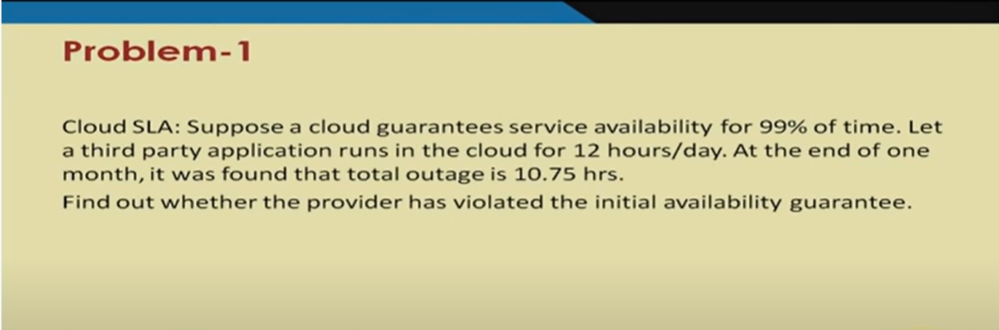 Problem-1
Cloud SLA: Suppose a cloud guarantees service availability for 99% of time. Let
a third party application runs in the cloud for 12 hours/day. At the end of one
month, it was found that total outage is 10.75 hrs.
Find out whether the provider has violated the initial availability guarantee.